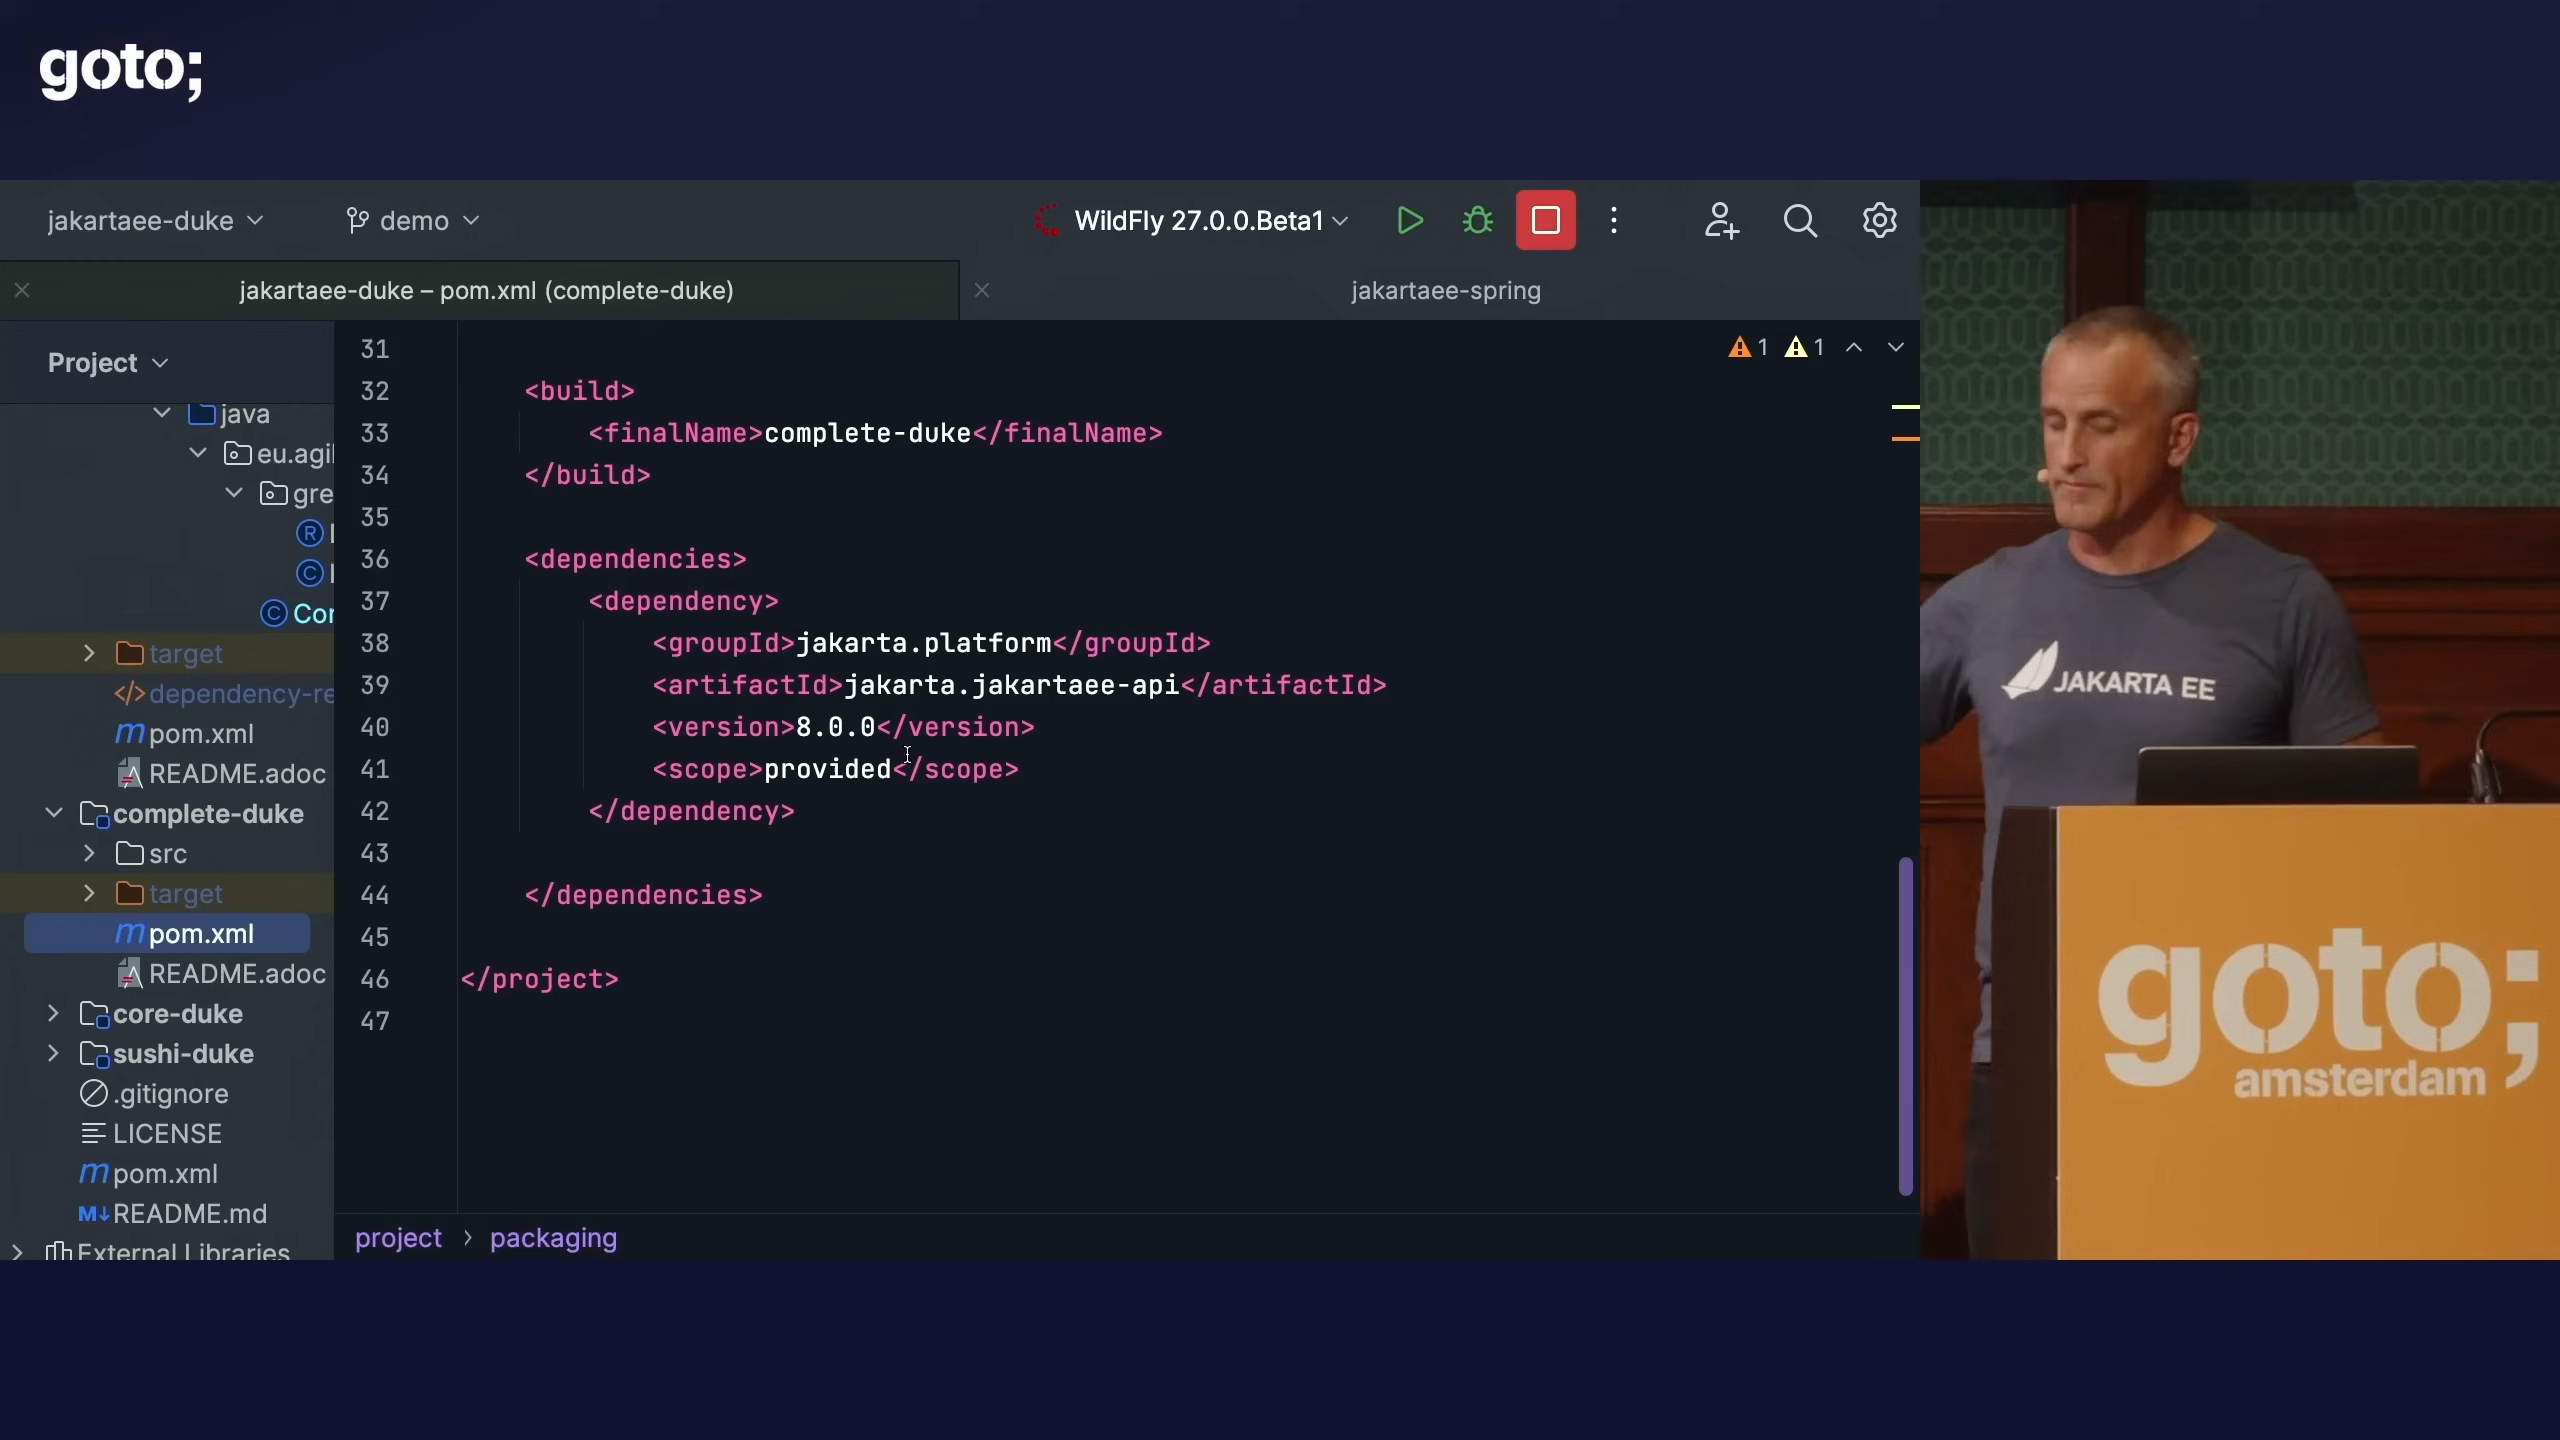 goto;
jakartaee-duke
demo
WildFly 27.0.0.Beta1
jakartaee-duke – pom.xml (complete-duke)
jakartaee-spring
Project
java
eu.agil
gre
R
C
C Cor
target
</> dependency-re
m pom.xml
README.adoc
complete-duke
src
target
m pom.xml
README.adoc
core-duke
sushi-duke
.gitignore
LICENSE
m pom.xml
M↓ README.md
External Libraries
1 1
31
32 <build>
33 <finalName>complete-duke</finalName>
34 </build>
35
36 <dependencies>
37 <dependency>
38 <groupId>jakarta.platform</groupId>
39 <artifactId>jakarta.jakartaee-api</artifactId>
40 <version>8.0.0</version>
41 <scope>provided</scope>
42 </dependency>
43
44 </dependencies>
45
46 </project>
47
project > packaging
JAKARTA EE
goto;
amsterdam